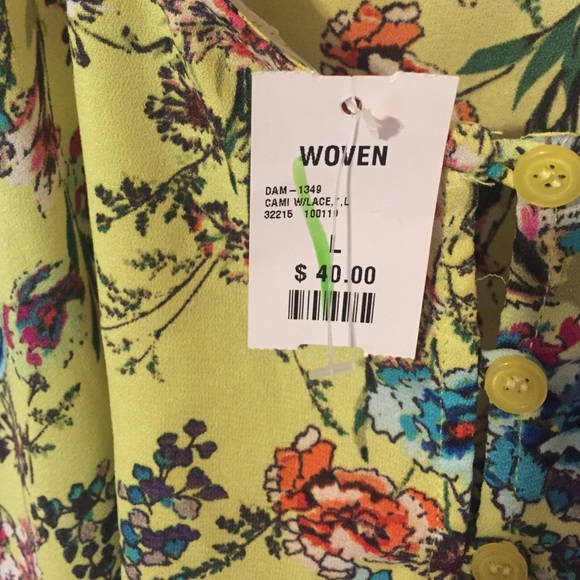 WOVEN
DAM-1349
CAMI W/LACE, L
32215 100119
L
$ 40.00